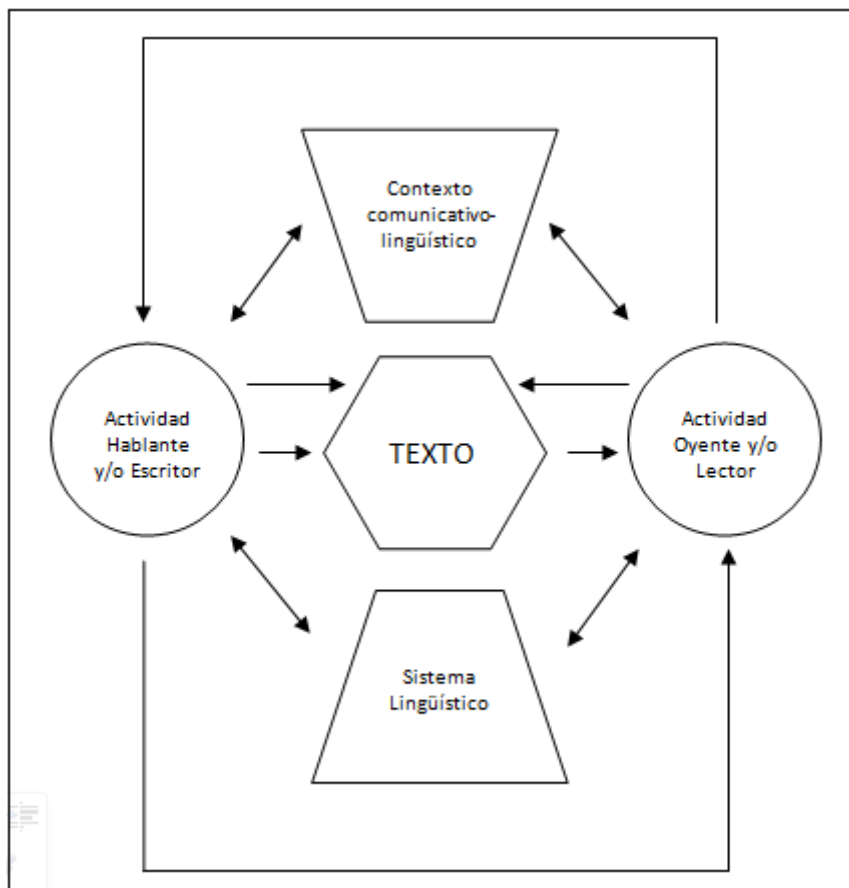 Contexto
comunicativo-
lingüístico
Actividad
Hablante
y/o Escritor
TEXTO
Actividad
Oyente y/o
Lector
Sistema
Lingüístico